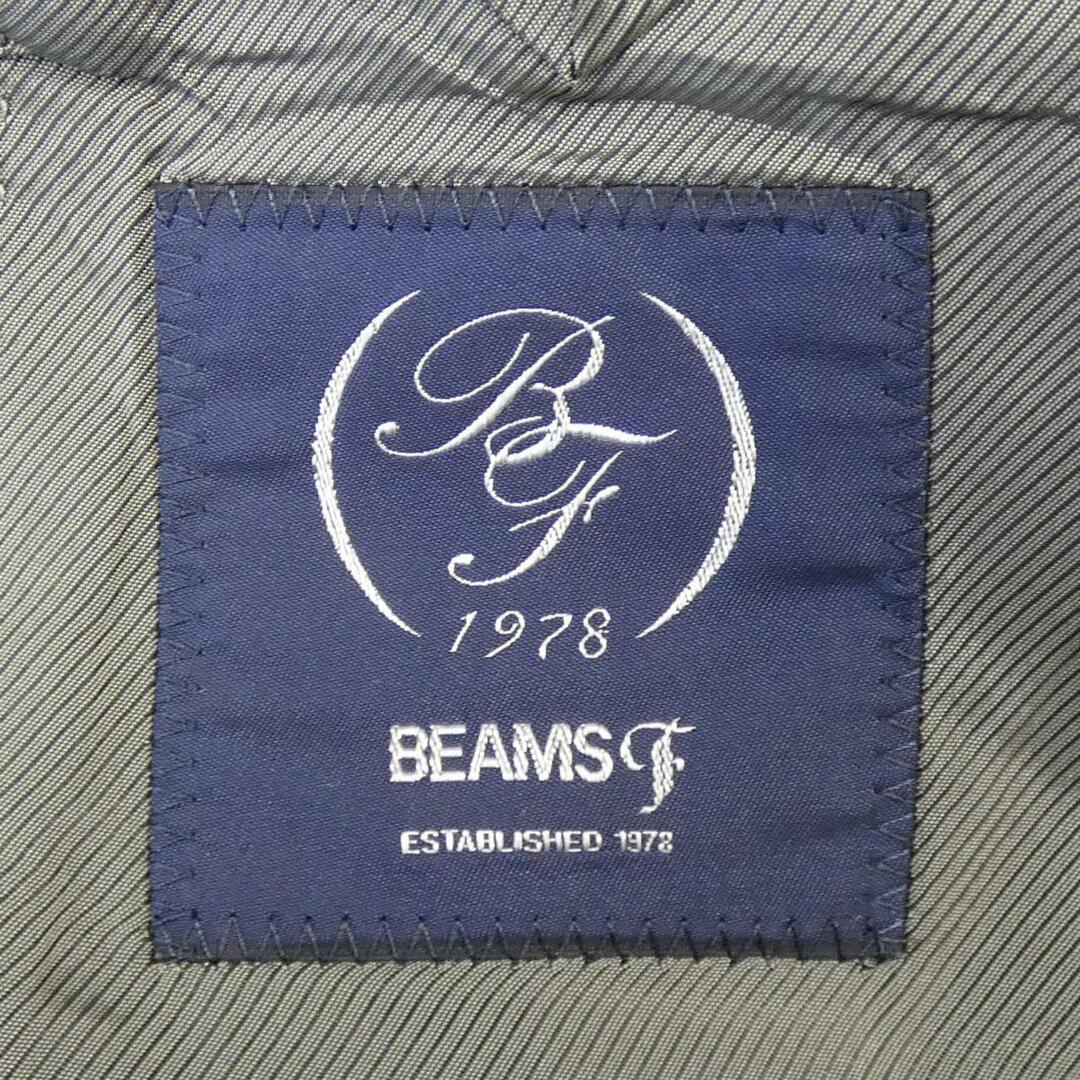 BF
1978
BEAMS F
ESTABLISHED 1978